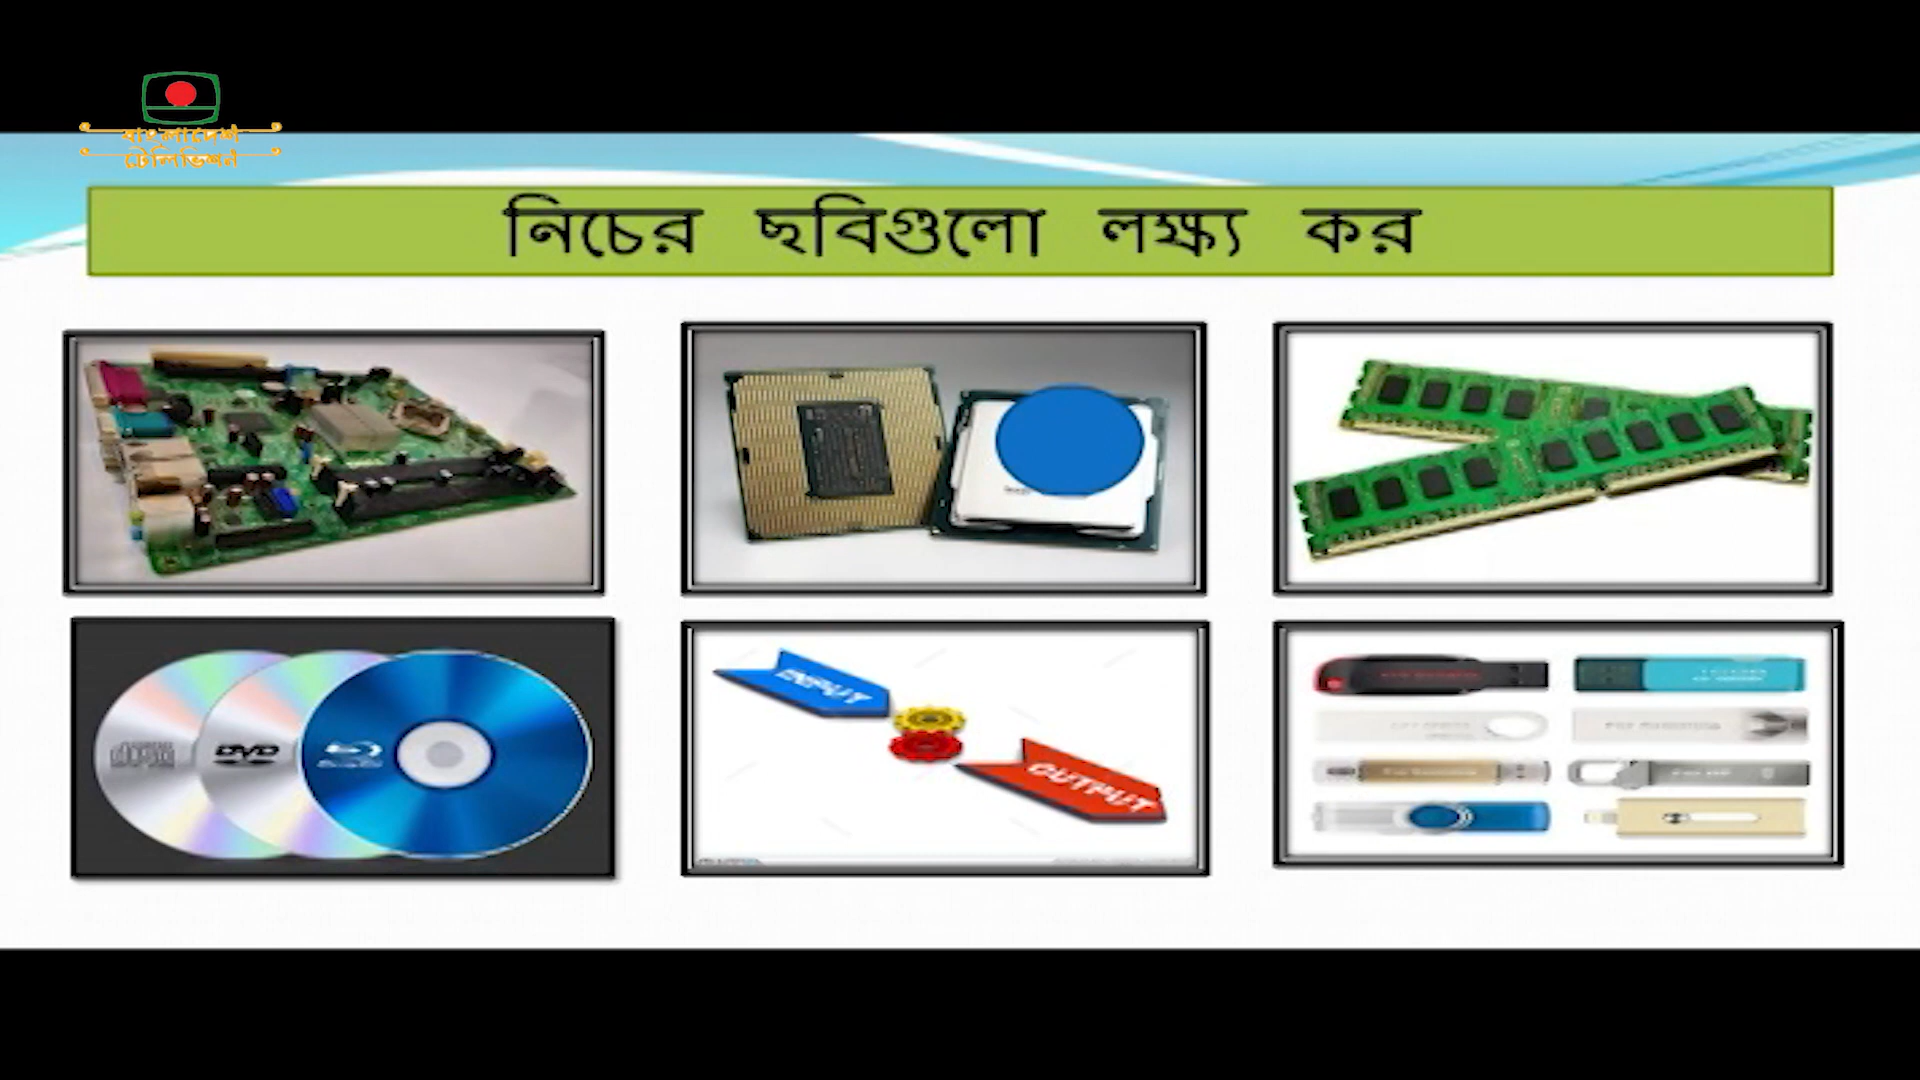 বাংলাদেশ
টেলিভিশন
নিচের ছবিগুলো লক্ষ্য কর
DVD
INPUT
OUTPUT